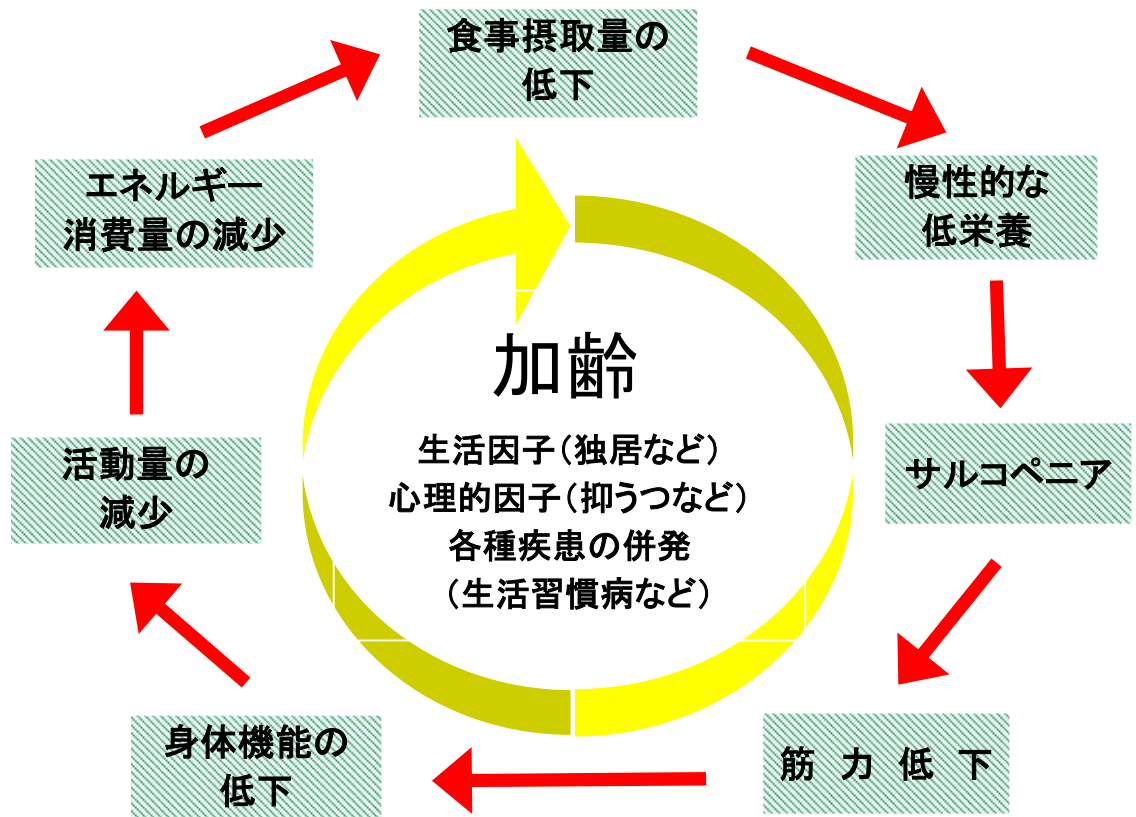 食事摂取量の
低下
慢性的な
低栄養
サルコペニア
筋力低下
身体機能の
低下
活動量の
減少
エネルギー
消費量の減少
加齢
生活因子（独居など）
心理的因子（抑うつなど）
各種疾患の併発
（生活習慣病など）